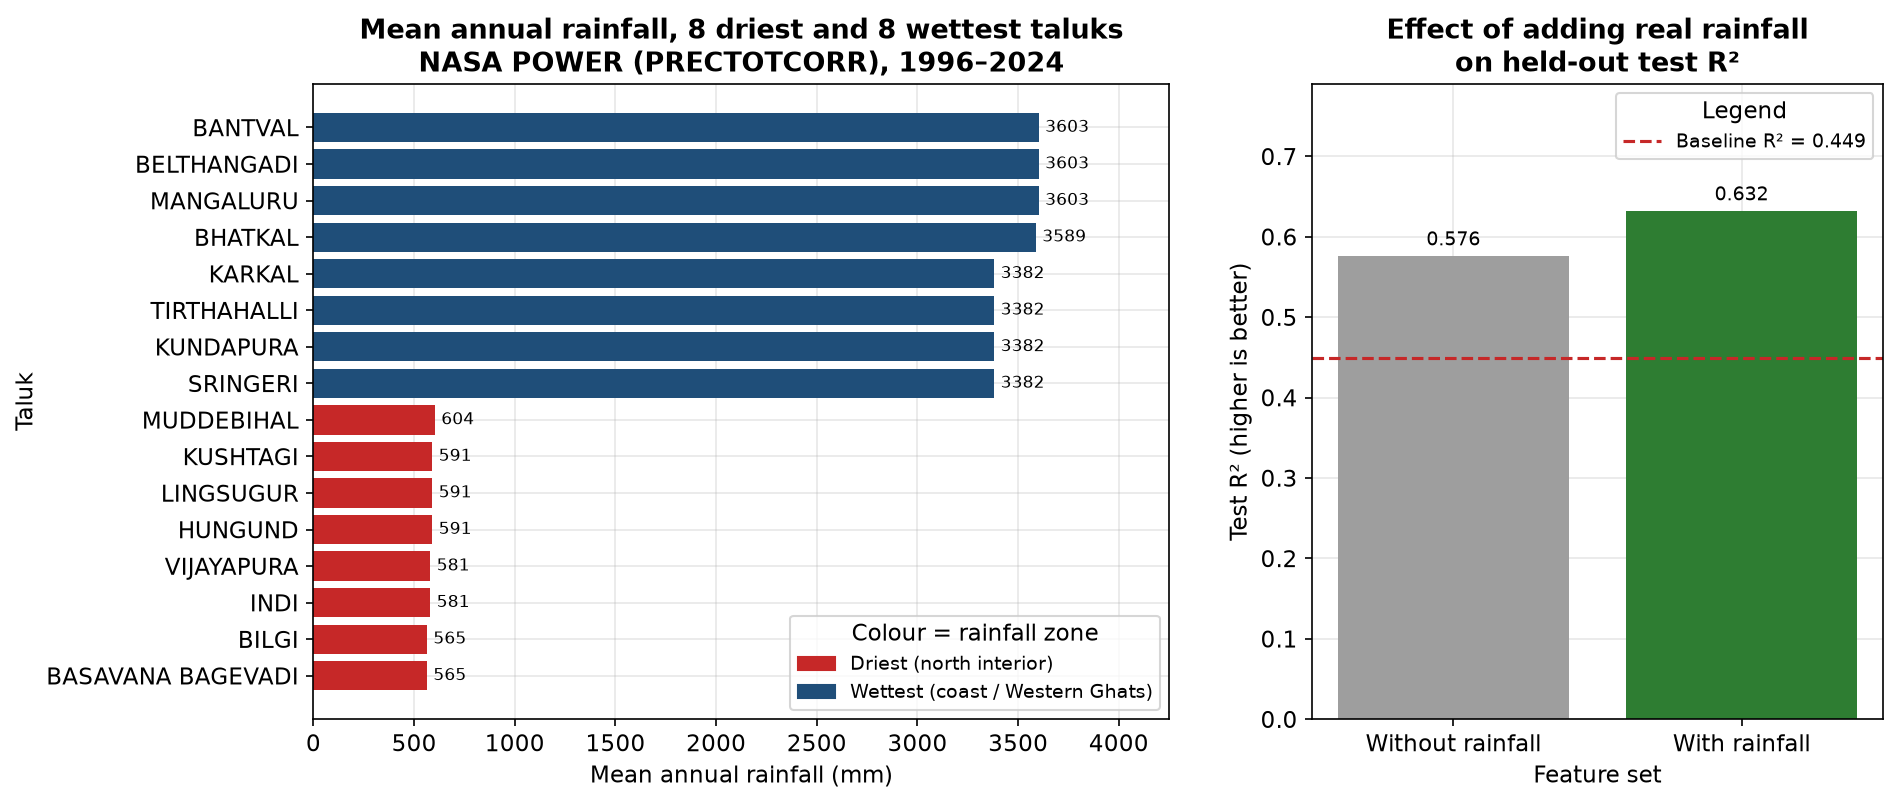 Mean annual rainfall, 8 driest and 8 wettest taluks
NASA POWER (PRECTOTCORR), 1996–2024
Taluk
BANTVAL 3603
BELTHANGADI 3603
MANGALURU 3603
BHATKAL 3589
KARKAL 3382
TIRTHAHALLI 3382
KUNDAPURA 3382
SRINGERI 3382
MUDDEBIHAL 604
KUSHTAGI 591
LINGSUGUR 591
HUNGUND 591
VIJAYAPURA 581
INDI 581
BILGI 565
BASAVANA BAGEVADI 565
Colour = rainfall zone
Driest (north interior)
Wettest (coast / Western Ghats)
0 500 1000 1500 2000 2500 3000 3500 4000
Mean annual rainfall (mm)
Effect of adding real rainfall
on held-out test R²
Legend
Baseline R² = 0.449
Test R² (higher is better)
0.7
0.6
0.5
0.4
0.3
0.2
0.1
0.0
0.576
0.632
Without rainfall With rainfall
Feature set